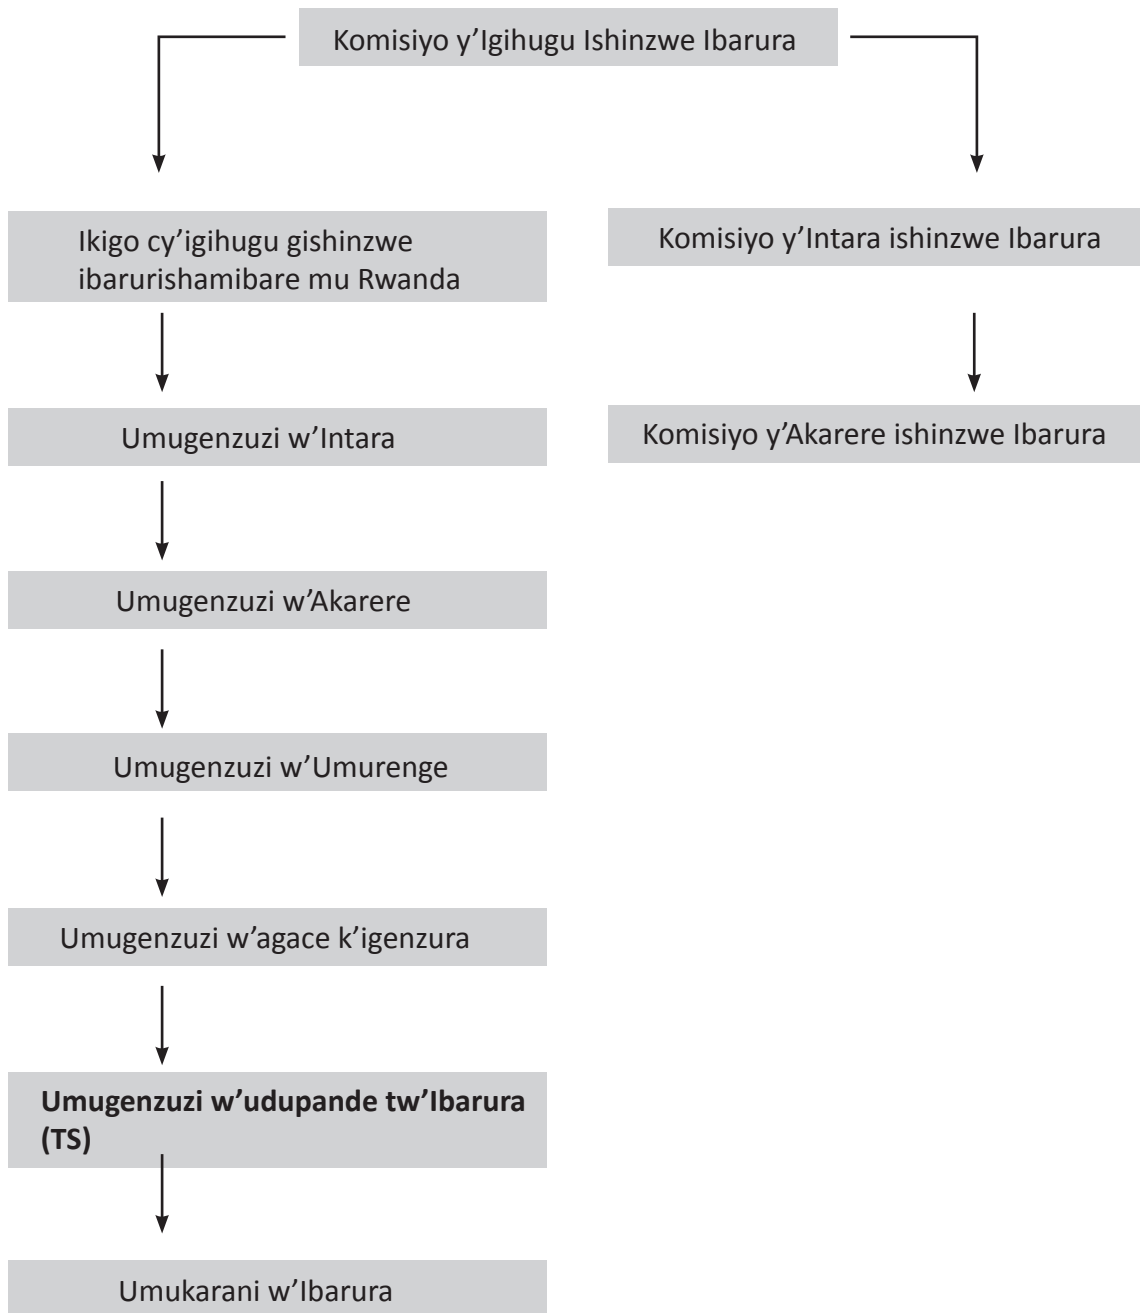 Komisiyo y’Igihugu Ishinzwe Ibarura
Ikigo cy’igihugu gishinzwe
ibarurishamibare mu Rwanda
Komisiyo y’Intara ishinzwe Ibarura
Umugenzuzi w’Intara
Komisiyo y’Akarere ishinzwe Ibarura
Umugenzuzi w’Akarere
Umugenzuzi w’Umurenge
Umugenzuzi w’agace k’igenzura
Umugenzuzi w’udupande tw’Ibarura
(TS)
Umukarani w’Ibarura